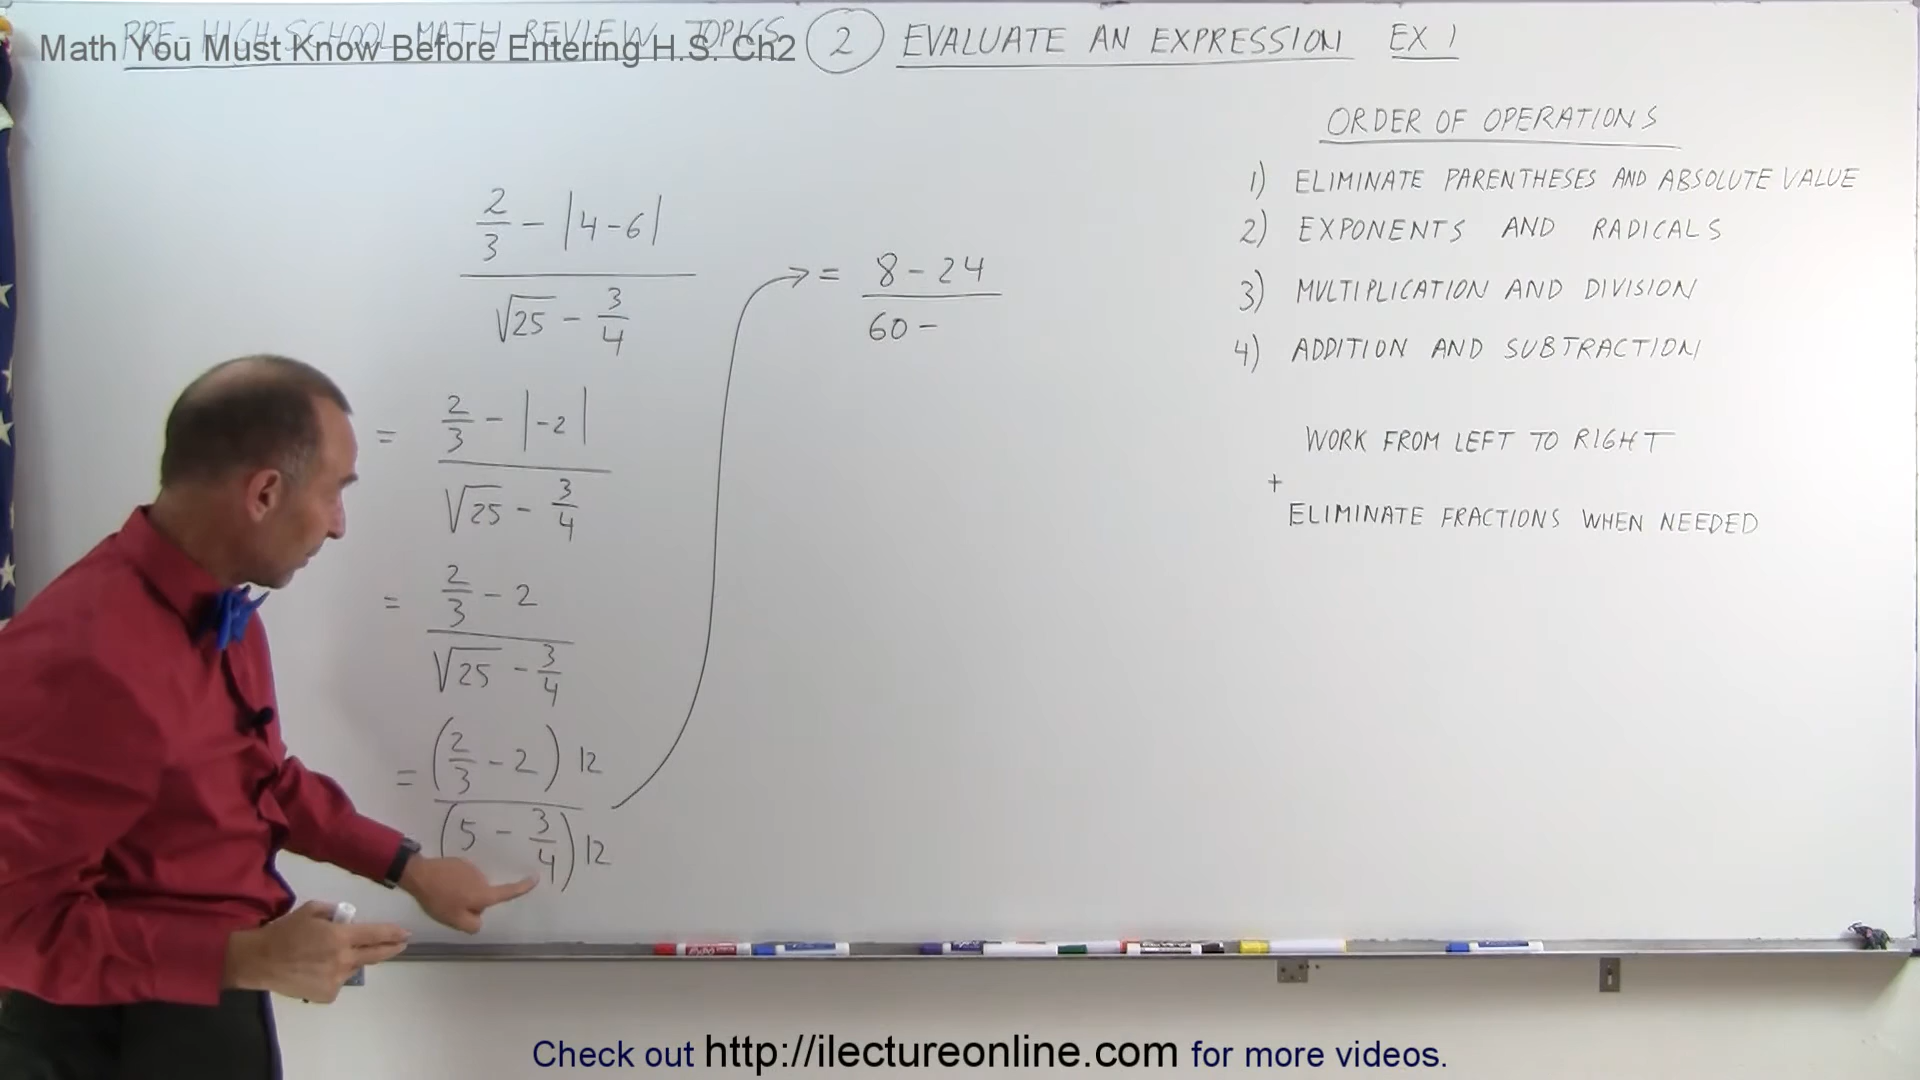 PRE-HIGH SCHOOL MATH REVIEW TOPICS (2) EVALUATE AN EXPRESSION EX 1
Math You Must Know Before Entering H.S. Ch2
ORDER OF OPERATIONS
1) ELIMINATE PARENTHESES AND ABSOLUTE VALUE
2) EXPONENTS AND RADICALS
3) MULTIPLICATION AND DIVISION
4) ADDITION AND SUBTRACTION
WORK FROM LEFT TO RIGHT
+
ELIMINATE FRACTIONS WHEN NEEDED
2/3 - |4-6|
√25 - 3/4
= 2/3 - |-2|
√25 - 3/4
= 2/3 - 2
√25 - 3/4
= (2/3 - 2) 12
(5 - 3/4) 12
= 8 - 24
60 -
Check out http://ilectureonline.com for more videos.